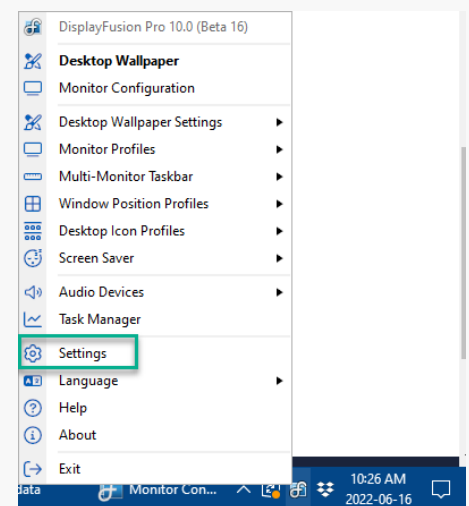 DisplayFusion Pro 10.0 (Beta 16)
Desktop Wallpaper
Monitor Configuration
Desktop Wallpaper Settings
Monitor Profiles
Multi-Monitor Taskbar
Window Position Profiles
Desktop Icon Profiles
Screen Saver
Audio Devices
Task Manager
Settings
Language
Help
About
Exit
data
Monitor Con...
10:26 AM
2022-06-16